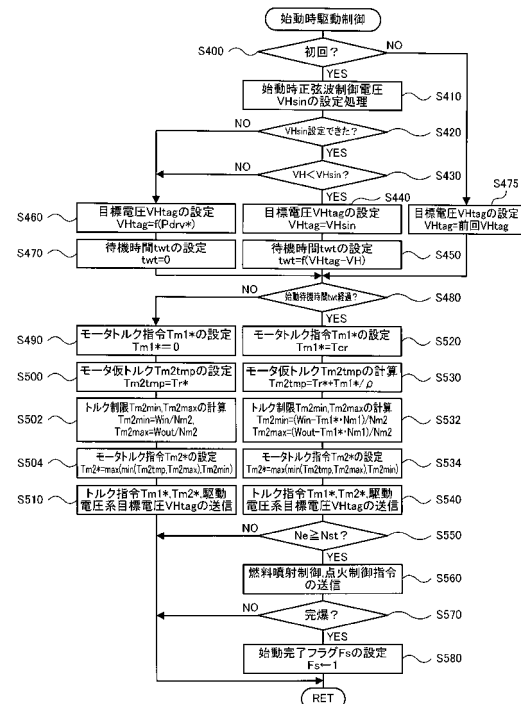 始動時駆動制御
S400
初回？
NO
YES
始動時正弦波制御電圧
VHsinの設定処理
S410
NO
VHsin設定できた？
S420
YES
NO
VH＜VHsin？
S430
YES
S440
S475
S460
目標電圧VHtagの設定
VHtag=f(Pdrv*)
目標電圧VHtagの設定
VHtag=VHsin
目標電圧VHtagの設定
VHtag=前回VHtag
S470
待機時間twtの設定
twt=0
待機時間twtの設定
twt=f(VHtag-VH)
S450
NO
始動待機時間twt経過？
S480
YES
S490
モータトルク指令Tm1*の設定
Tm1*=0
モータトルク指令Tm1*の設定
Tm1*=Tcr
S520
S500
モータ仮トルクTm2tmpの設定
Tm2tmp=Tr*
モータ仮トルクTm2tmpの計算
Tm2tmp=Tr*+Tm1*/ρ
S530
S502
トルク制限Tm2min,Tm2maxの計算
Tm2min=Win/Nm2,
Tm2max=Wout/Nm2
トルク制限Tm2min,Tm2maxの計算
Tm2min=(Win-Tm1*・Nm1)/Nm2
Tm2max=(Wout-Tm1*・Nm1)/Nm2
S532
S504
モータトルク指令Tm2*の設定
Tm2*=max(min(Tm2tmp,Tm2max),Tm2min)
モータトルク指令Tm2*の設定
Tm2*=max(min(Tm2tmp,Tm2max),Tm2min)
S534
S510
トルク指令Tm1*,Tm2*,駆動
電圧系目標電圧VHtagの送信
トルク指令Tm1*,Tm2*,駆動
電圧系目標電圧VHtagの送信
S540
NO
Ne≧Nst？
S550
YES
燃料噴射制御,点火制御指令
の送信
S560
NO
完爆？
S570
YES
始動完了フラグFsの設定
Fs←1
S580
RET